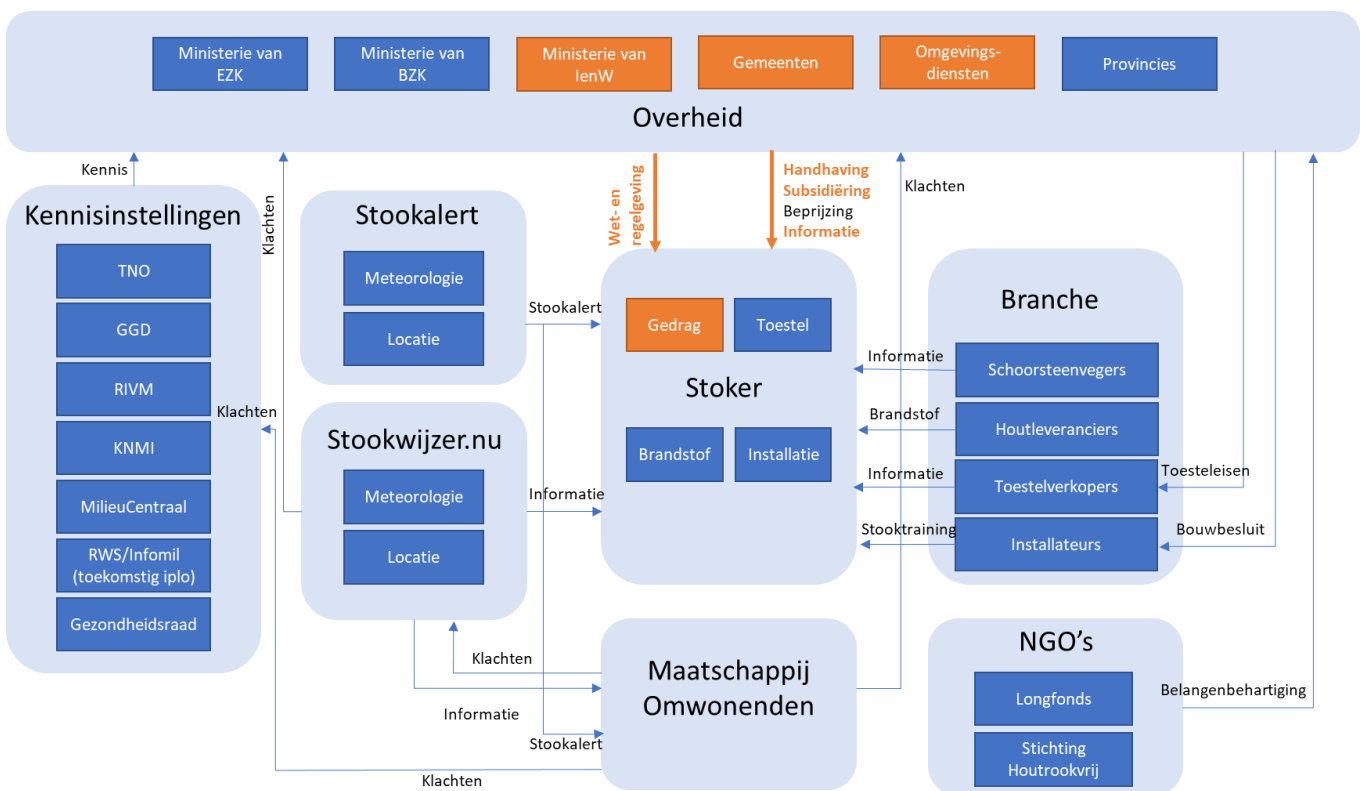 Ministerie van
EZK
Ministerie van
BZK
Ministerie van
IenW
Gemeenten
Omgevings-
diensten
Provincies
Overheid
Kennis
Klachten
Wet- en
regelgeving
Handhaving
Subsidiëring
Beprijzing
Informatie
Klachten
Kennisinstellingen
TNO
GGD
RIVM
KNMI
MilieuCentraal
RWS/Infomil
(toekomstig iplo)
Gezondheidsraad
Stookalert
Meteorologie
Locatie
Stookalert
Klachten
Stookwijzer.nu
Meteorologie
Locatie
Informatie
Gedrag
Toestel
Stoker
Brandstof
Installatie
Branche
Informatie
Schoorsteenvegers
Brandstof
Houtleveranciers
Informatie
Toestelverkopers
Toesteleisen
Stooktraining
Installateurs
Bouwbesluit
Klachten
Informatie
Stookalert
Klachten
Maatschappij
Omwonenden
NGO’s
Longfonds
Stichting
Houtrookvrij
Belangenbehartiging